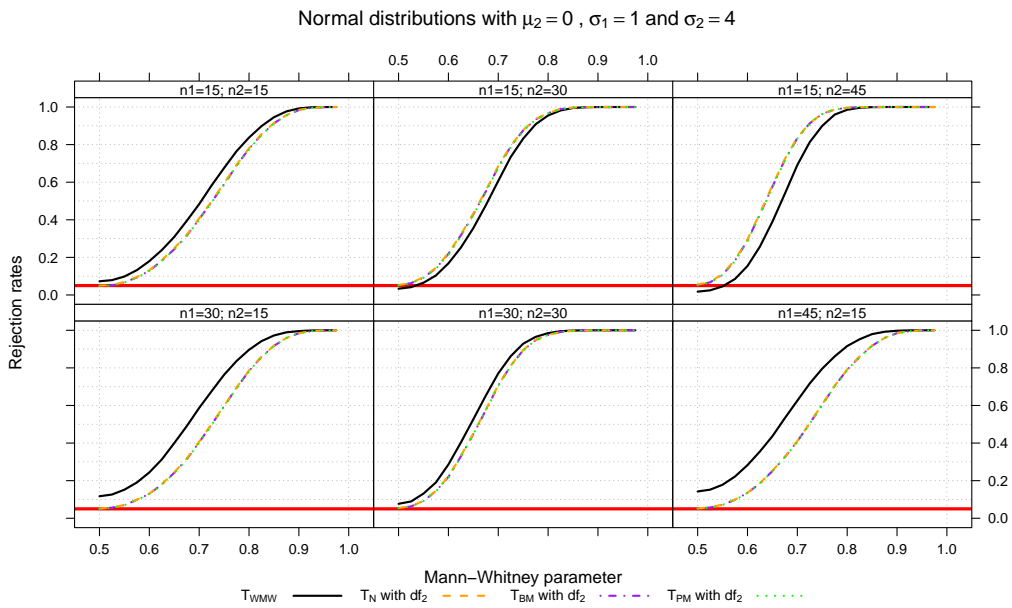 Normal distributions with μ₂ = 0 , σ₁ = 1 and σ₂ = 4
0.5 0.6 0.7 0.8 0.9 1.0
n1=15; n2=15 n1=15; n2=30 n1=15; n2=45
1.0
0.8
0.6
0.4
0.2
0.0
n1=30; n2=15 n1=30; n2=30 n1=45; n2=15
1.0
0.8
0.6
0.4
0.2
0.0
Rejection rates
0.5 0.6 0.7 0.8 0.9 1.0 0.5 0.6 0.7 0.8 0.9 1.0
Mann−Whitney parameter
T_WMW T_N with df₂ T_BM with df₂ T_PM with df₂